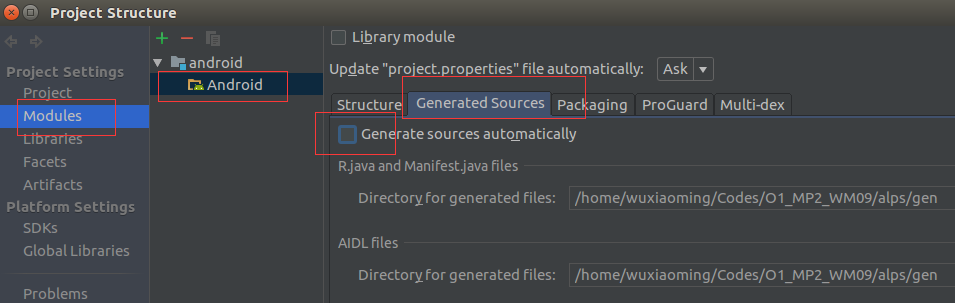 Project Structure
Project Settings
Project
Modules
Libraries
Facets
Artifacts
Platform Settings
SDKs
Global Libraries
Problems
android
Android
Library module
Update "project.properties" file automatically: Ask
Structure Generated Sources Packaging ProGuard Multi-dex
Generate sources automatically
R.java and Manifest.java files
Directory for generated files: /home/wuxiaoming/Codes/O1_MP2_WM09/alps/gen
AIDL files
Directory for generated files: /home/wuxiaoming/Codes/O1_MP2_WM09/alps/gen